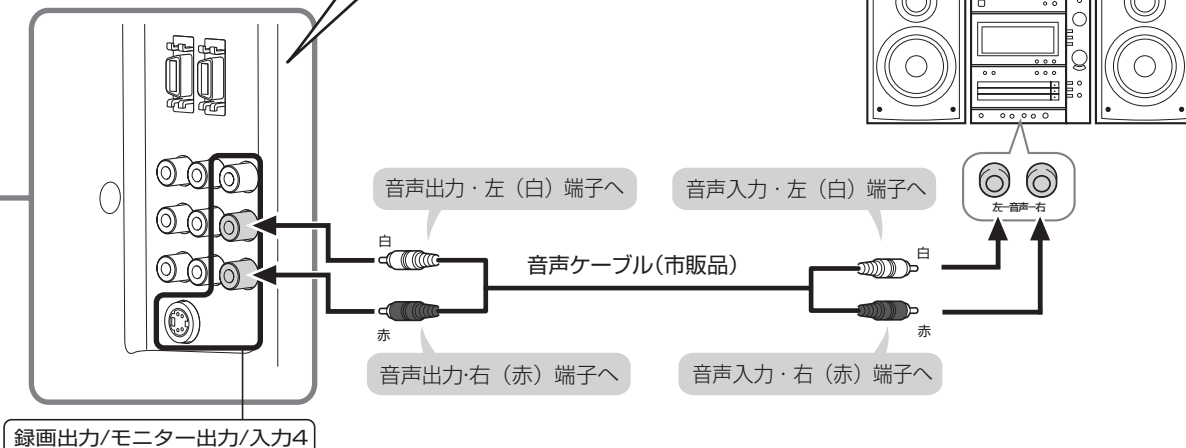 音声出力・左（白）端子へ
音声入力・左（白）端子へ
左ー音声ー右
白
白
音声ケーブル(市販品)
赤
赤
音声出力・右（赤）端子へ
音声入力・右（赤）端子へ
録画出力/モニター出力/入力4